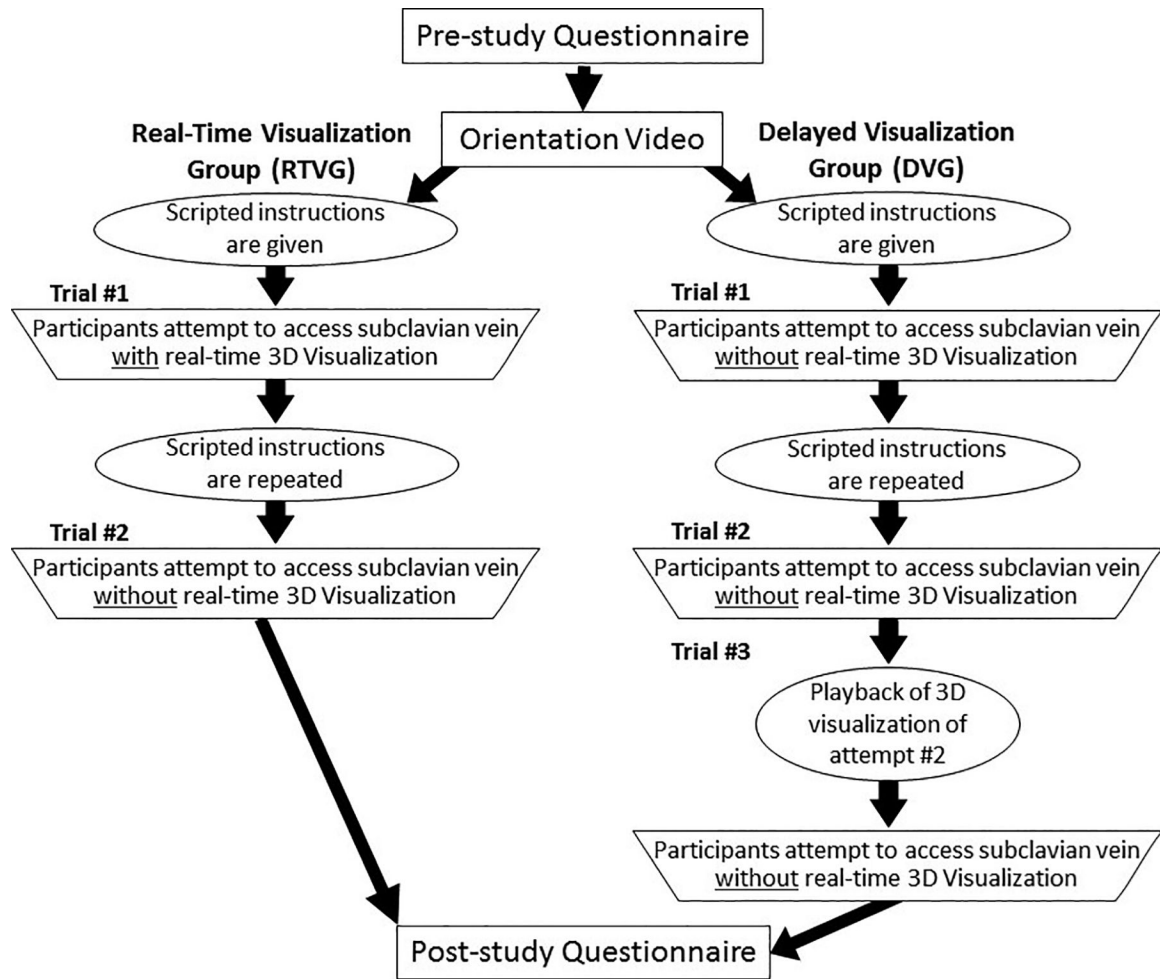 Pre-study Questionnaire
Orientation Video
Real-Time Visualization
Group (RTVG)
Scripted instructions
are given
Trial #1
Participants attempt to access subclavian vein
with real-time 3D Visualization
Scripted instructions
are repeated
Trial #2
Participants attempt to access subclavian vein
without real-time 3D Visualization
Delayed Visualization
Group (DVG)
Scripted instructions
are given
Trial #1
Participants attempt to access subclavian vein
without real-time 3D Visualization
Scripted instructions
are repeated
Trial #2
Participants attempt to access subclavian vein
without real-time 3D Visualization
Trial #3
Playback of 3D
visualization of
attempt #2
Participants attempt to access subclavian vein
without real-time 3D Visualization
Post-study Questionnaire